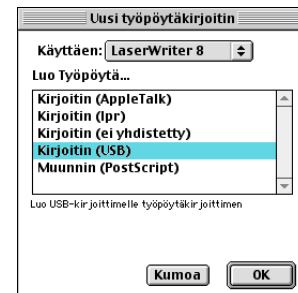 Uusi työpöytäkirjoitin
Käyttäen: LaserWriter 8
Luo Työpöytä...
Kirjoitin (AppleTalk)
Kirjoitin (lpr)
Kirjoitin (ei yhdistetty)
Kirjoitin (USB)
Muunnin (PostScript)
Luo USB-kirjoittimelle työpöytäkirjoittimen
Kumoa OK